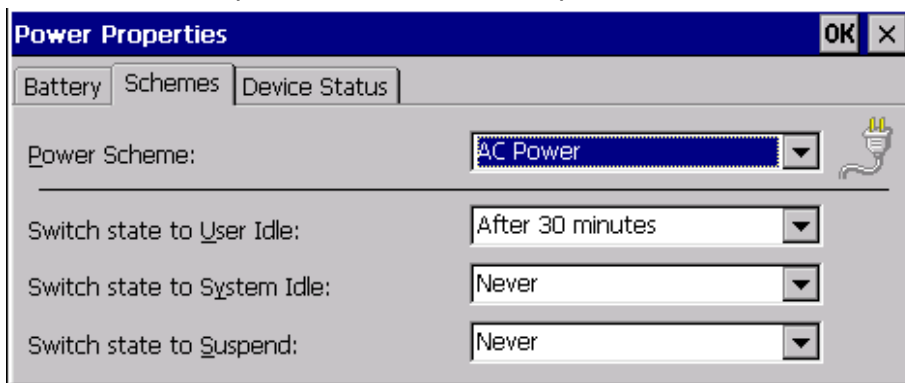 Power Properties OK ×
Battery Schemes Device Status
Power Scheme: AC Power
Switch state to User Idle: After 30 minutes
Switch state to System Idle: Never
Switch state to Suspend: Never